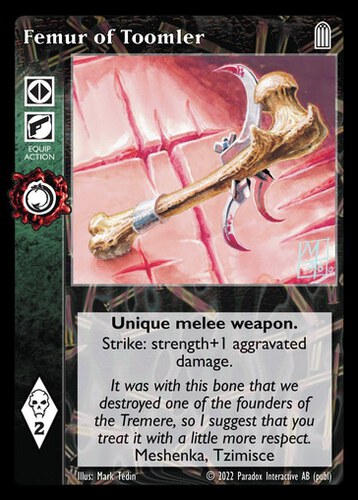 Femur of Toomler
EQUIP
ACTION
Unique melee weapon.
Strike: strength+1 aggravated
damage.
It was with this bone that we
destroyed one of the founders of
the Tremere, so I suggest that you
treat it with a little more respect.
Meshenka, Tzimisce
2
Illus: Mark Tedin
© 2022 Paradox Interactive AB (publ)